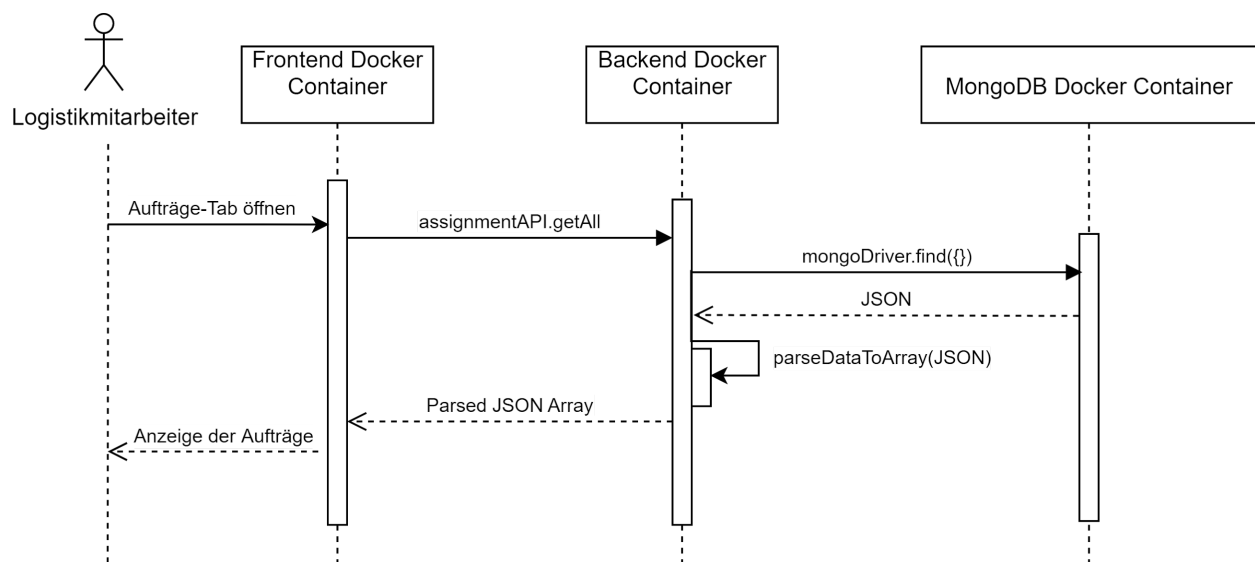 Logistikmitarbeiter
Frontend Docker
Container
Backend Docker
Container
MongoDB Docker Container
Aufträge-Tab öffnen
assignmentAPI.getAll
mongoDriver.find({})
JSON
parseDataToArray(JSON)
Parsed JSON Array
Anzeige der Aufträge